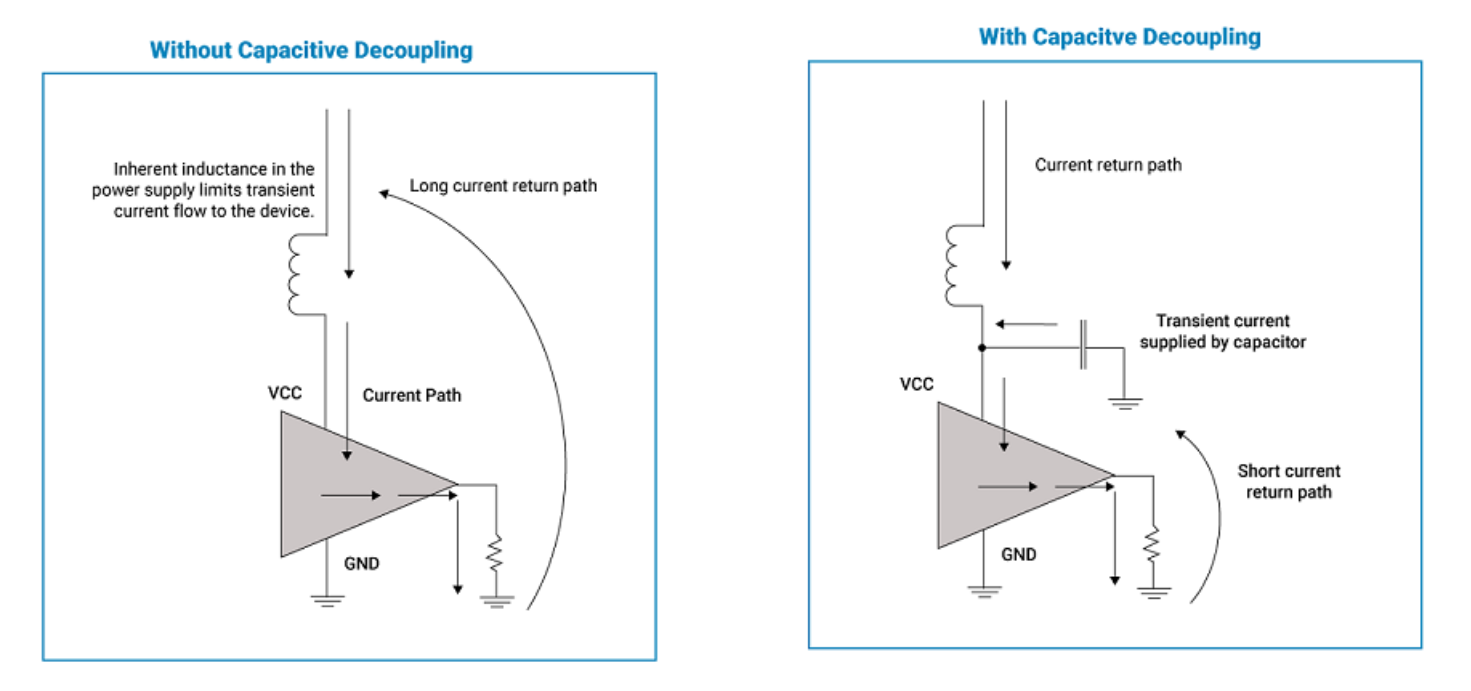 Without Capacitive Decoupling
Inherent inductance in the
power supply limits transient
current flow to the device.
Long current return path
VCC
Current Path
GND
With Capacitve Decoupling
Current return path
Transient current
supplied by capacitor
VCC
Short current
return path
GND